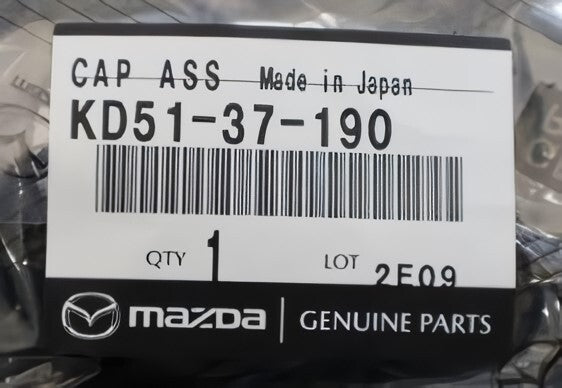 CAP ASS Made in Japan
KD51-37-190
QTY 1 LOT 2E09
mazda GENUINE PARTS